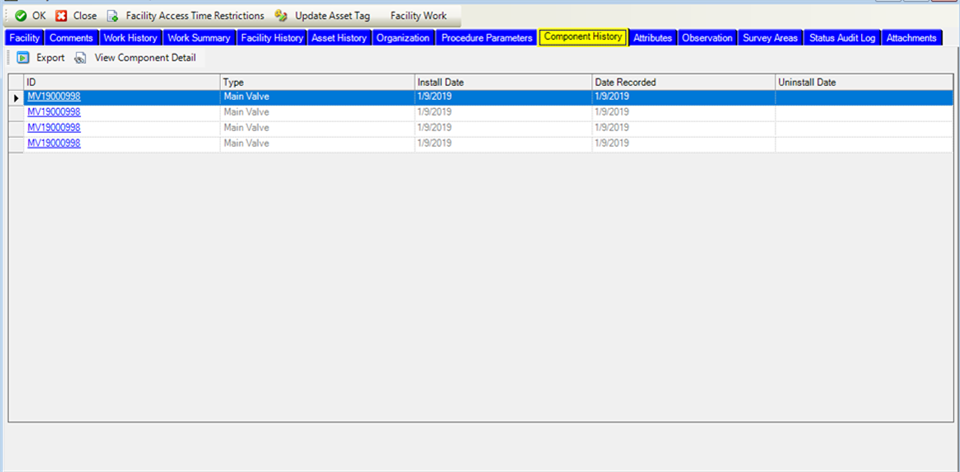 OK Close Facility Access Time Restrictions Update Asset Tag Facility Work
Facility Comments Work History Work Summary Facility History Asset History Organization Procedure Parameters Component History Attributes Observation Survey Areas Status Audit Log Attachments
Export View Component Detail
ID Type Install Date Date Recorded Uninstall Date
MV19000998 Main Valve 1/9/2019 1/9/2019
MV19000998 Main Valve 1/9/2019 1/9/2019
MV19000998 Main Valve 1/9/2019 1/9/2019
MV19000998 Main Valve 1/9/2019 1/9/2019